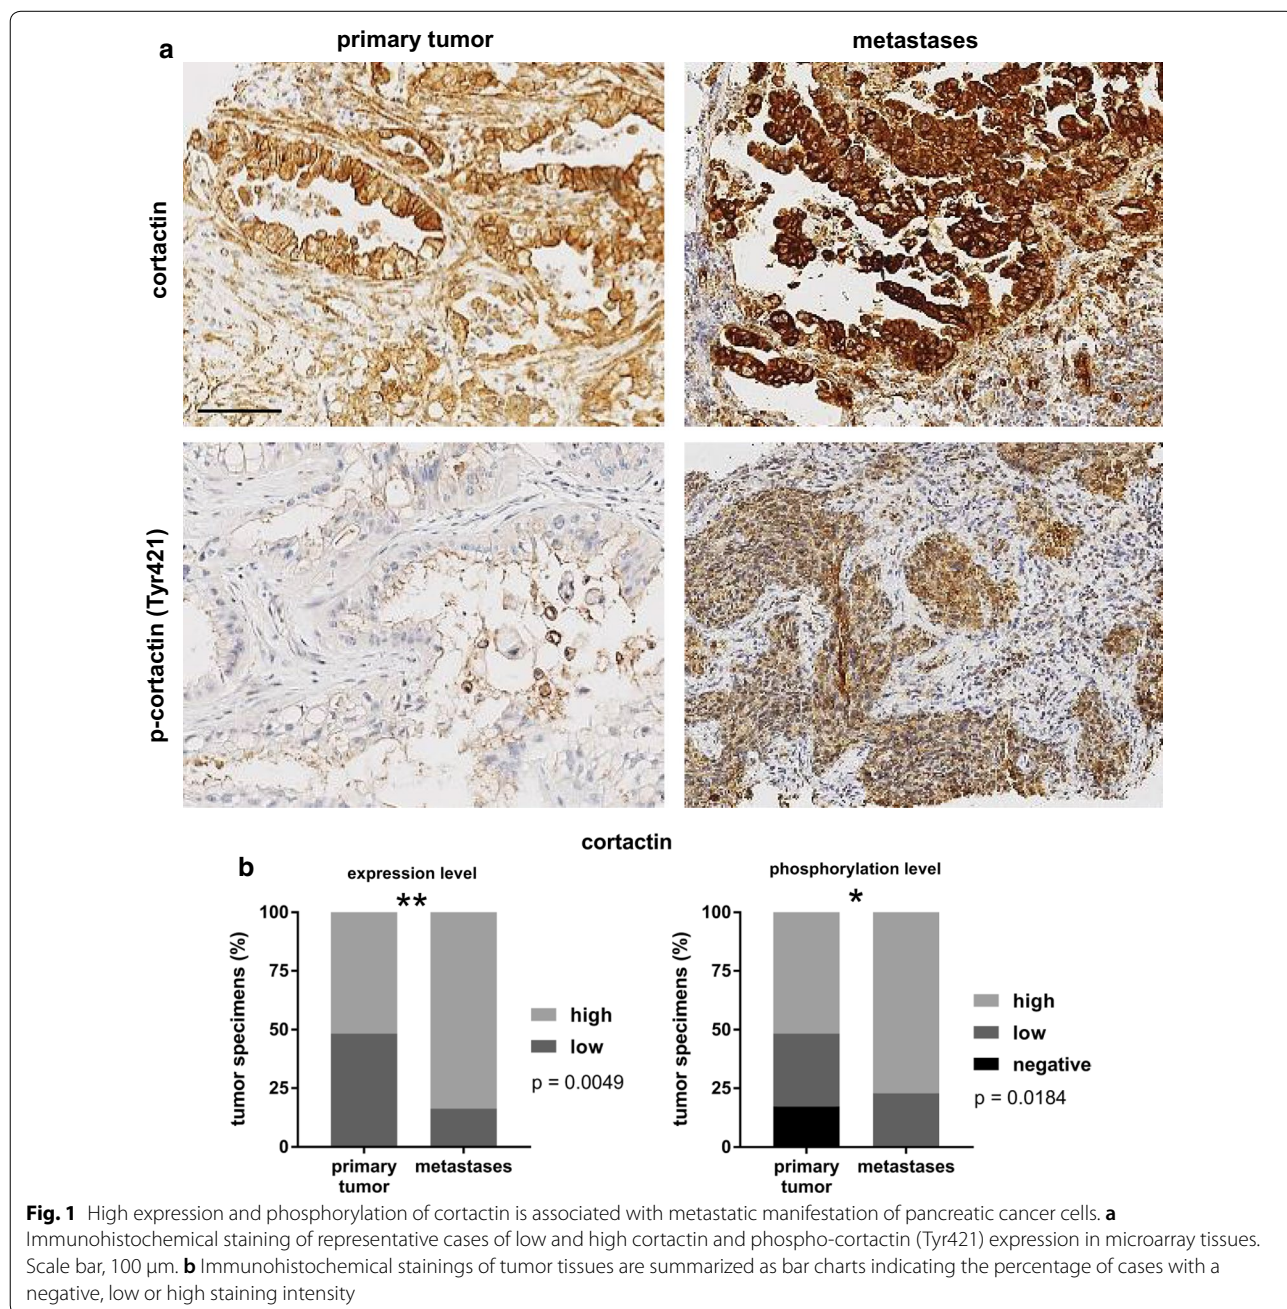 a
primary tumor
metastases
cortactin
p-cortactin (Tyr421)
cortactin
b
expression level
**
tumor specimens (%)
100
75
50
25
0
primary
tumor
metastases
high
low
p = 0.0049
phosphorylation level
*
tumor specimens (%)
100
75
50
25
0
primary
tumor
metastases
high
low
negative
p = 0.0184
Fig. 1 High expression and phosphorylation of cortactin is associated with metastatic manifestation of pancreatic cancer cells. a
Immunohistochemical staining of representative cases of low and high cortactin and phospho-cortactin (Tyr421) expression in microarray tissues.
Scale bar, 100 µm. b Immunohistochemical stainings of tumor tissues are summarized as bar charts indicating the percentage of cases with a
negative, low or high staining intensity